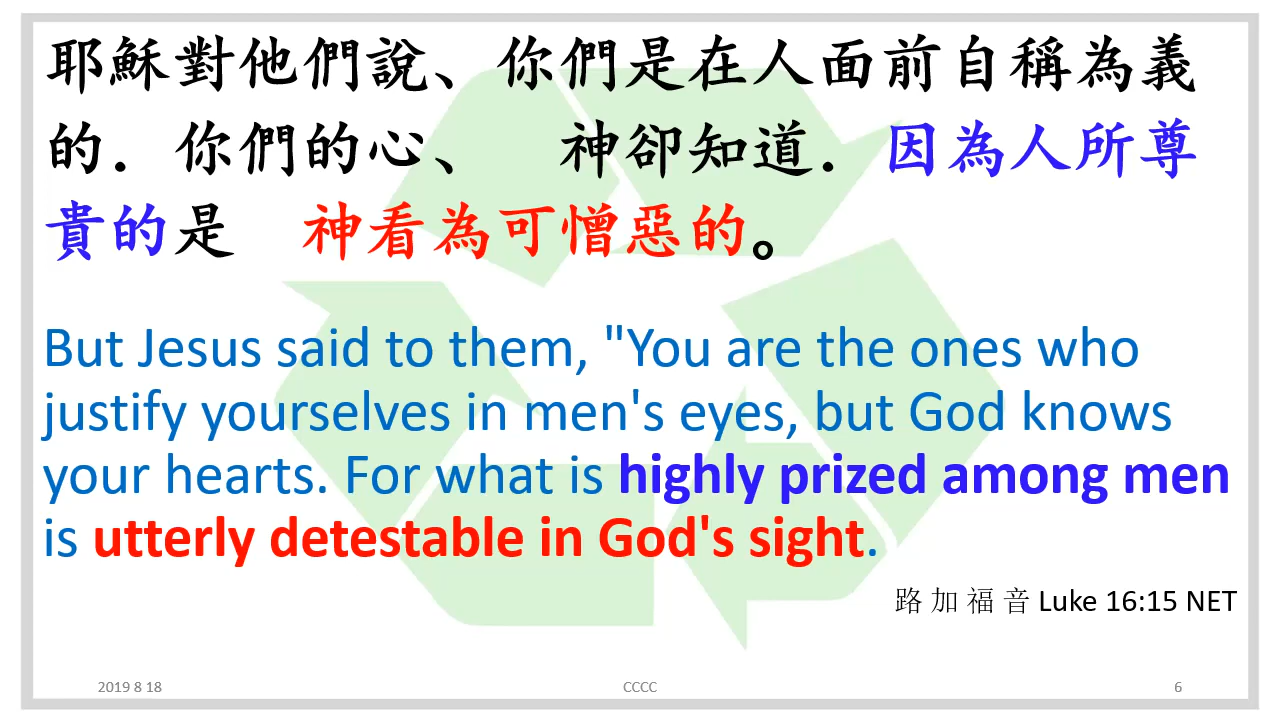 耶穌對他們說、你們是在人面前自稱為義
的．你們的心、　神卻知道．因為人所尊
貴的是　神看為可憎惡的。
But Jesus said to them, "You are the ones who
justify yourselves in men's eyes, but God knows
your hearts. For what is highly prized among men
is utterly detestable in God's sight.
路 加 福 音 Luke 16:15 NET
2019 8 18
CCCC
6